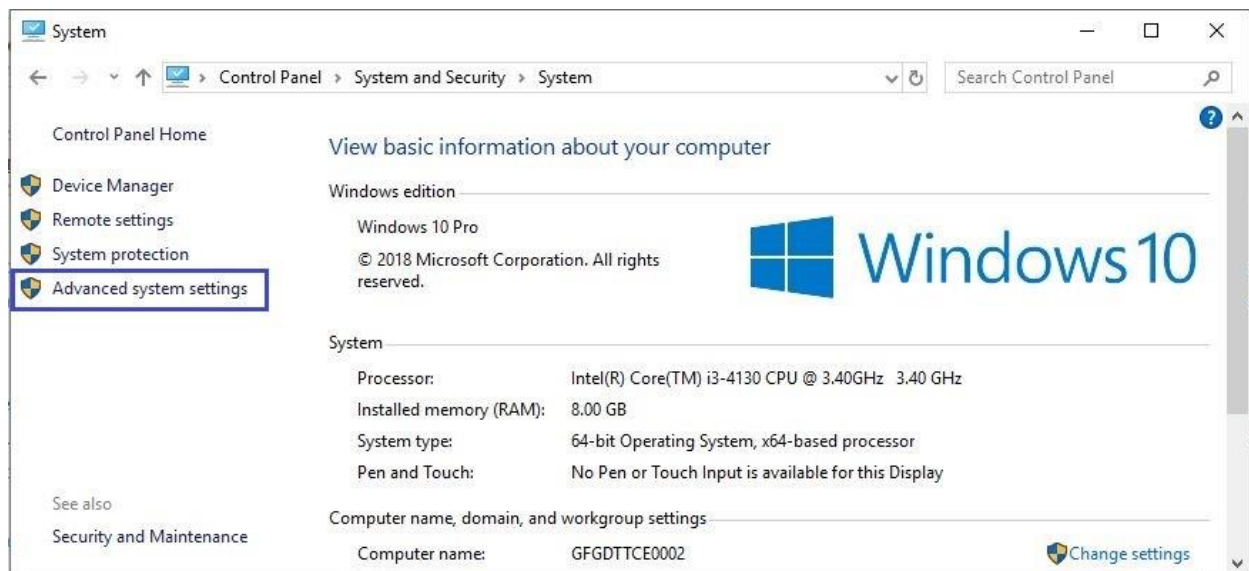 System
Control Panel > System and Security > System
Search Control Panel
Control Panel Home
Device Manager
Remote settings
System protection
Advanced system settings
See also
Security and Maintenance
?
View basic information about your computer
Windows edition
Windows 10 Pro
© 2018 Microsoft Corporation. All rights
reserved.
Windows 10
System
Processor: Intel(R) Core(TM) i3-4130 CPU @ 3.40GHz 3.40 GHz
Installed memory (RAM): 8.00 GB
System type: 64-bit Operating System, x64-based processor
Pen and Touch: No Pen or Touch Input is available for this Display
Computer name, domain, and workgroup settings
Computer name: GFGDTTCE0002
Change settings